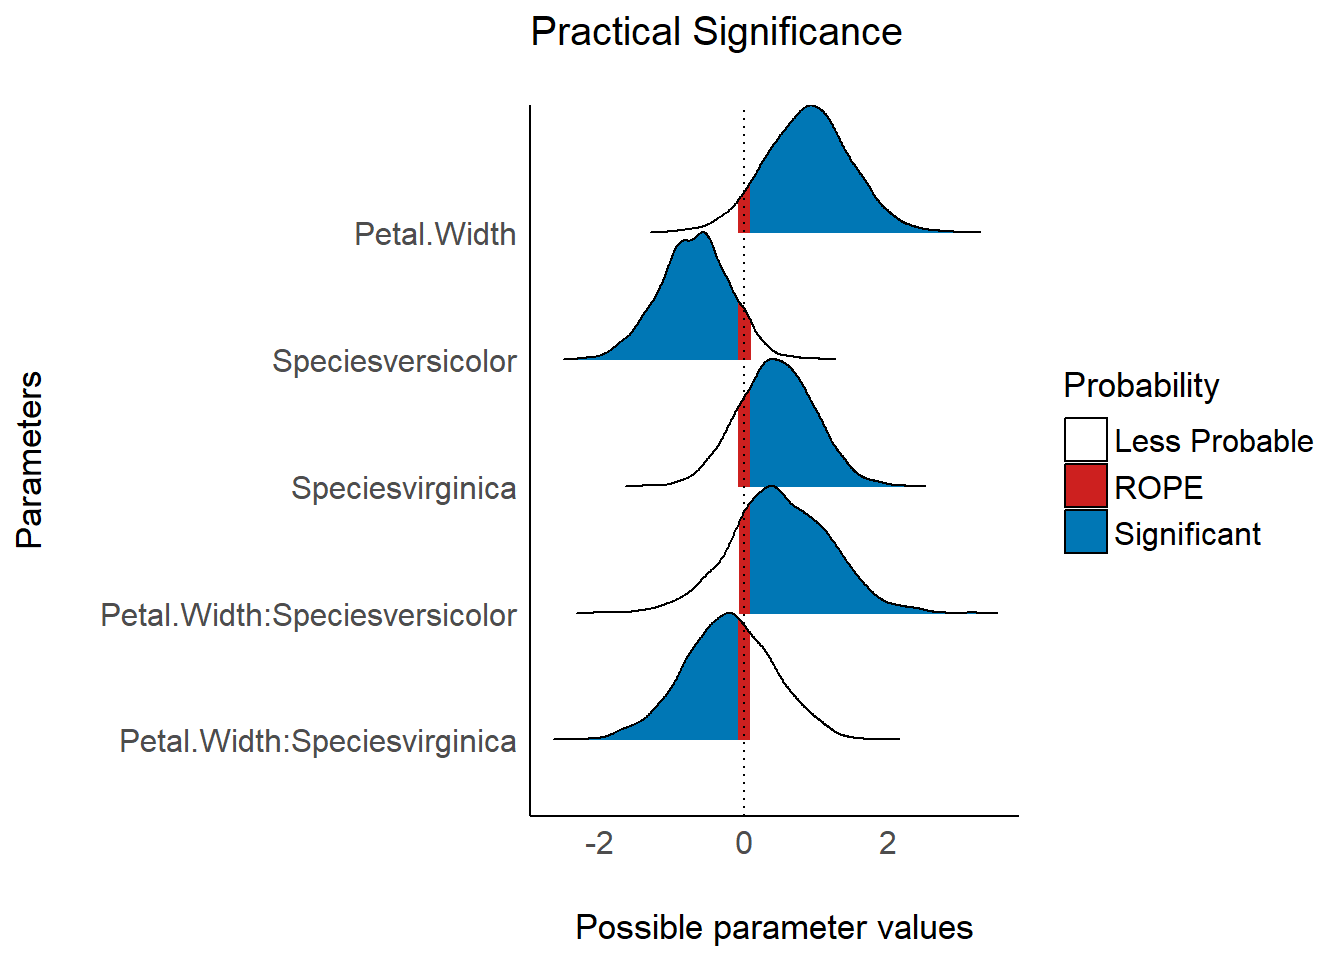 Practical Significance
Parameters
Petal.Width
Speciesversicolor
Speciesvirginica
Petal.Width:Speciesversicolor
Petal.Width:Speciesvirginica
-2 0 2
Possible parameter values
Probability
Less Probable
ROPE
Significant